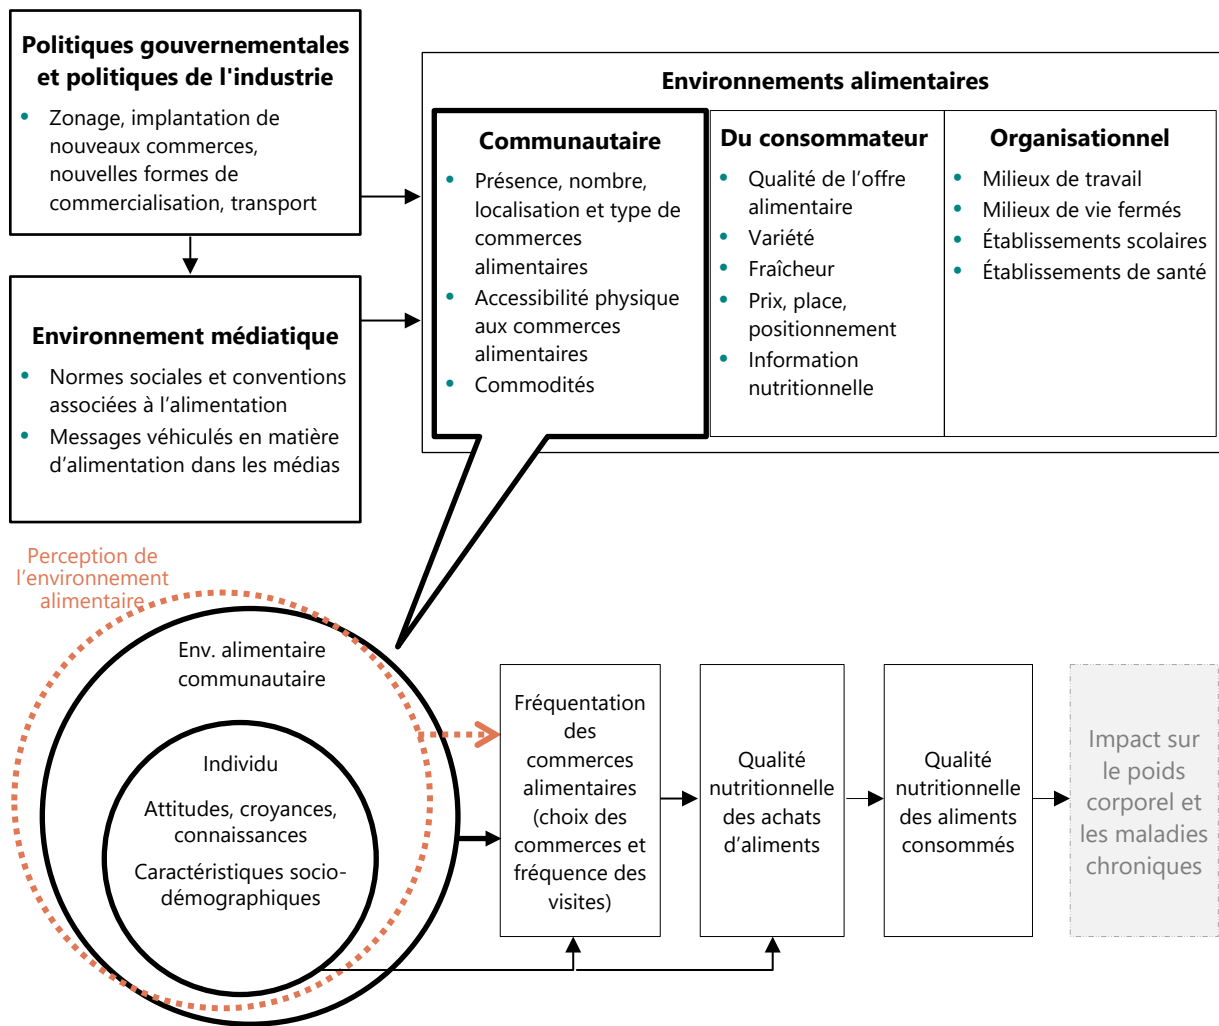 Politiques gouvernementales
et politiques de l'industrie
• Zonage, implantation de
nouveaux commerces,
nouvelles formes de
commercialisation, transport
Environnement médiatique
• Normes sociales et conventions
associées à l’alimentation
• Messages véhiculés en matière
d’alimentation dans les médias
Environnements alimentaires
Communautaire
• Présence, nombre,
localisation et type de
commerces
alimentaires
• Accessibilité physique
aux commerces
alimentaires
• Commodités
Du consommateur
• Qualité de l’offre
alimentaire
• Variété
• Fraîcheur
• Prix, place,
positionnement
• Information
nutritionnelle
Organisationnel
• Milieux de travail
• Milieux de vie fermés
• Établissements scolaires
• Établissements de santé
Perception de
l’environnement
alimentaire
Env. alimentaire
communautaire
Individu
Attitudes, croyances,
connaissances
Caractéristiques socio-
démographiques
Fréquentation
des
commerces
alimentaires
(choix des
commerces et
fréquence des
visites)
Qualité
nutritionnelle
des achats
d’aliments
Qualité
nutritionnelle
des aliments
consommés
Impact sur
le poids
corporel et
les maladies
chroniques